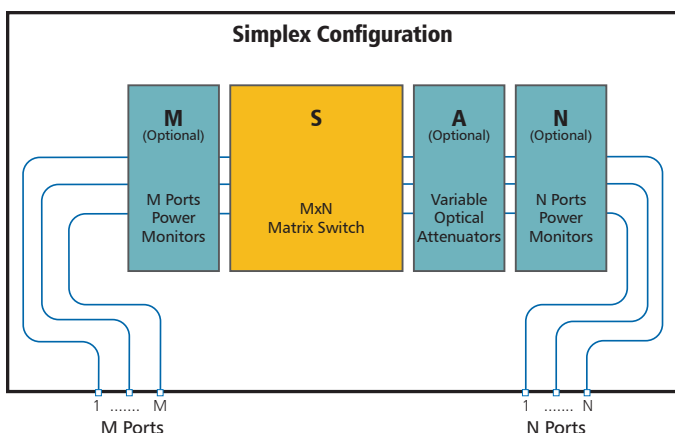 Simplex Configuration
M
(Optional)
M Ports
Power
Monitors
S
MxN
Matrix Switch
A
(Optional)
Variable
Optical
Attenuators
N
(Optional)
N Ports
Power
Monitors
1 ....... M
M Ports
1 ....... N
N Ports